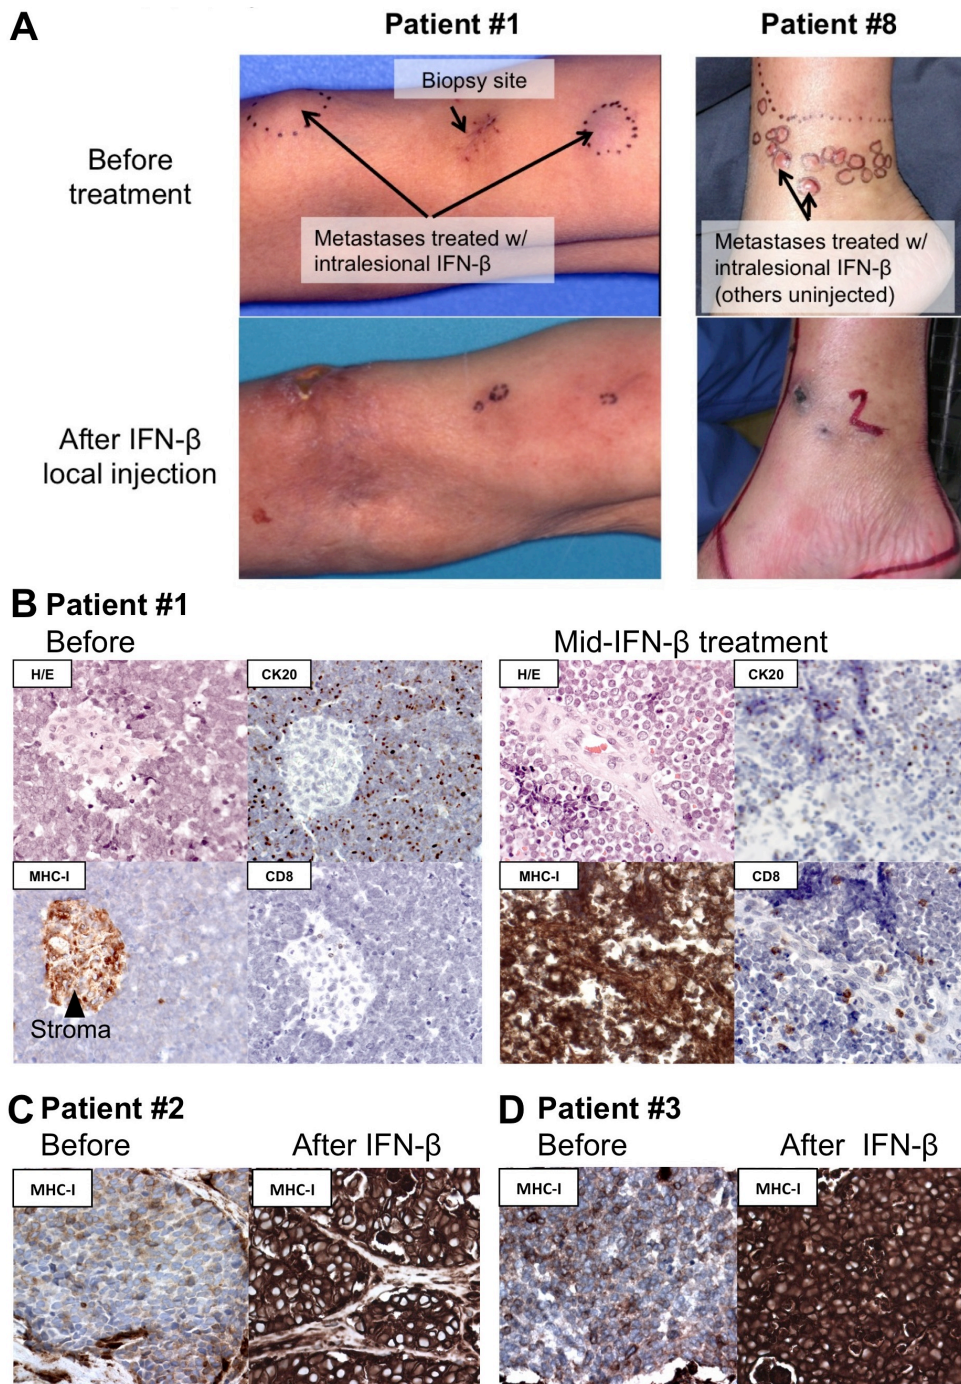 A
Patient #1
Patient #8
Biopsy site
Before
treatment
Metastases treated w/
intralesional IFN-β
Metastases treated w/
intralesional IFN-β
(others uninjected)
After IFN-β
local injection
2
B Patient #1
Before
Mid-IFN-β treatment
H/E
CK20
H/E
CK20
MHC-I
CD8
MHC-I
CD8
Stroma
C Patient #2
D Patient #3
Before
After IFN-β
Before
After IFN-β
MHC-I
MHC-I
MHC-I
MHC-I